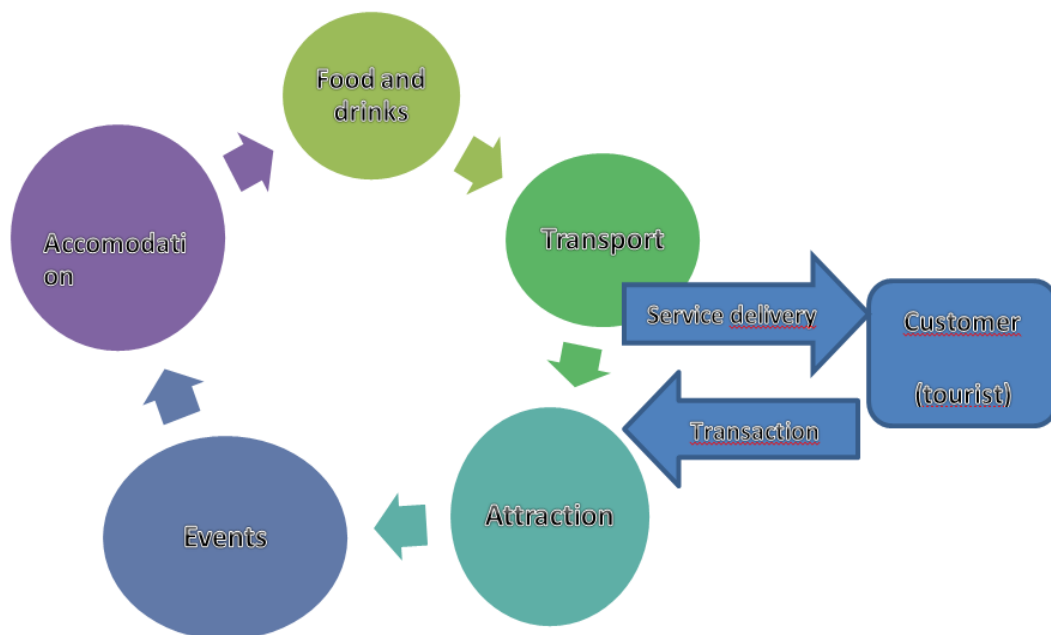 Food and
drinks
Accomodati
on
Transport
Service delivery
Customer
(tourist)
Transaction
Attraction
Events